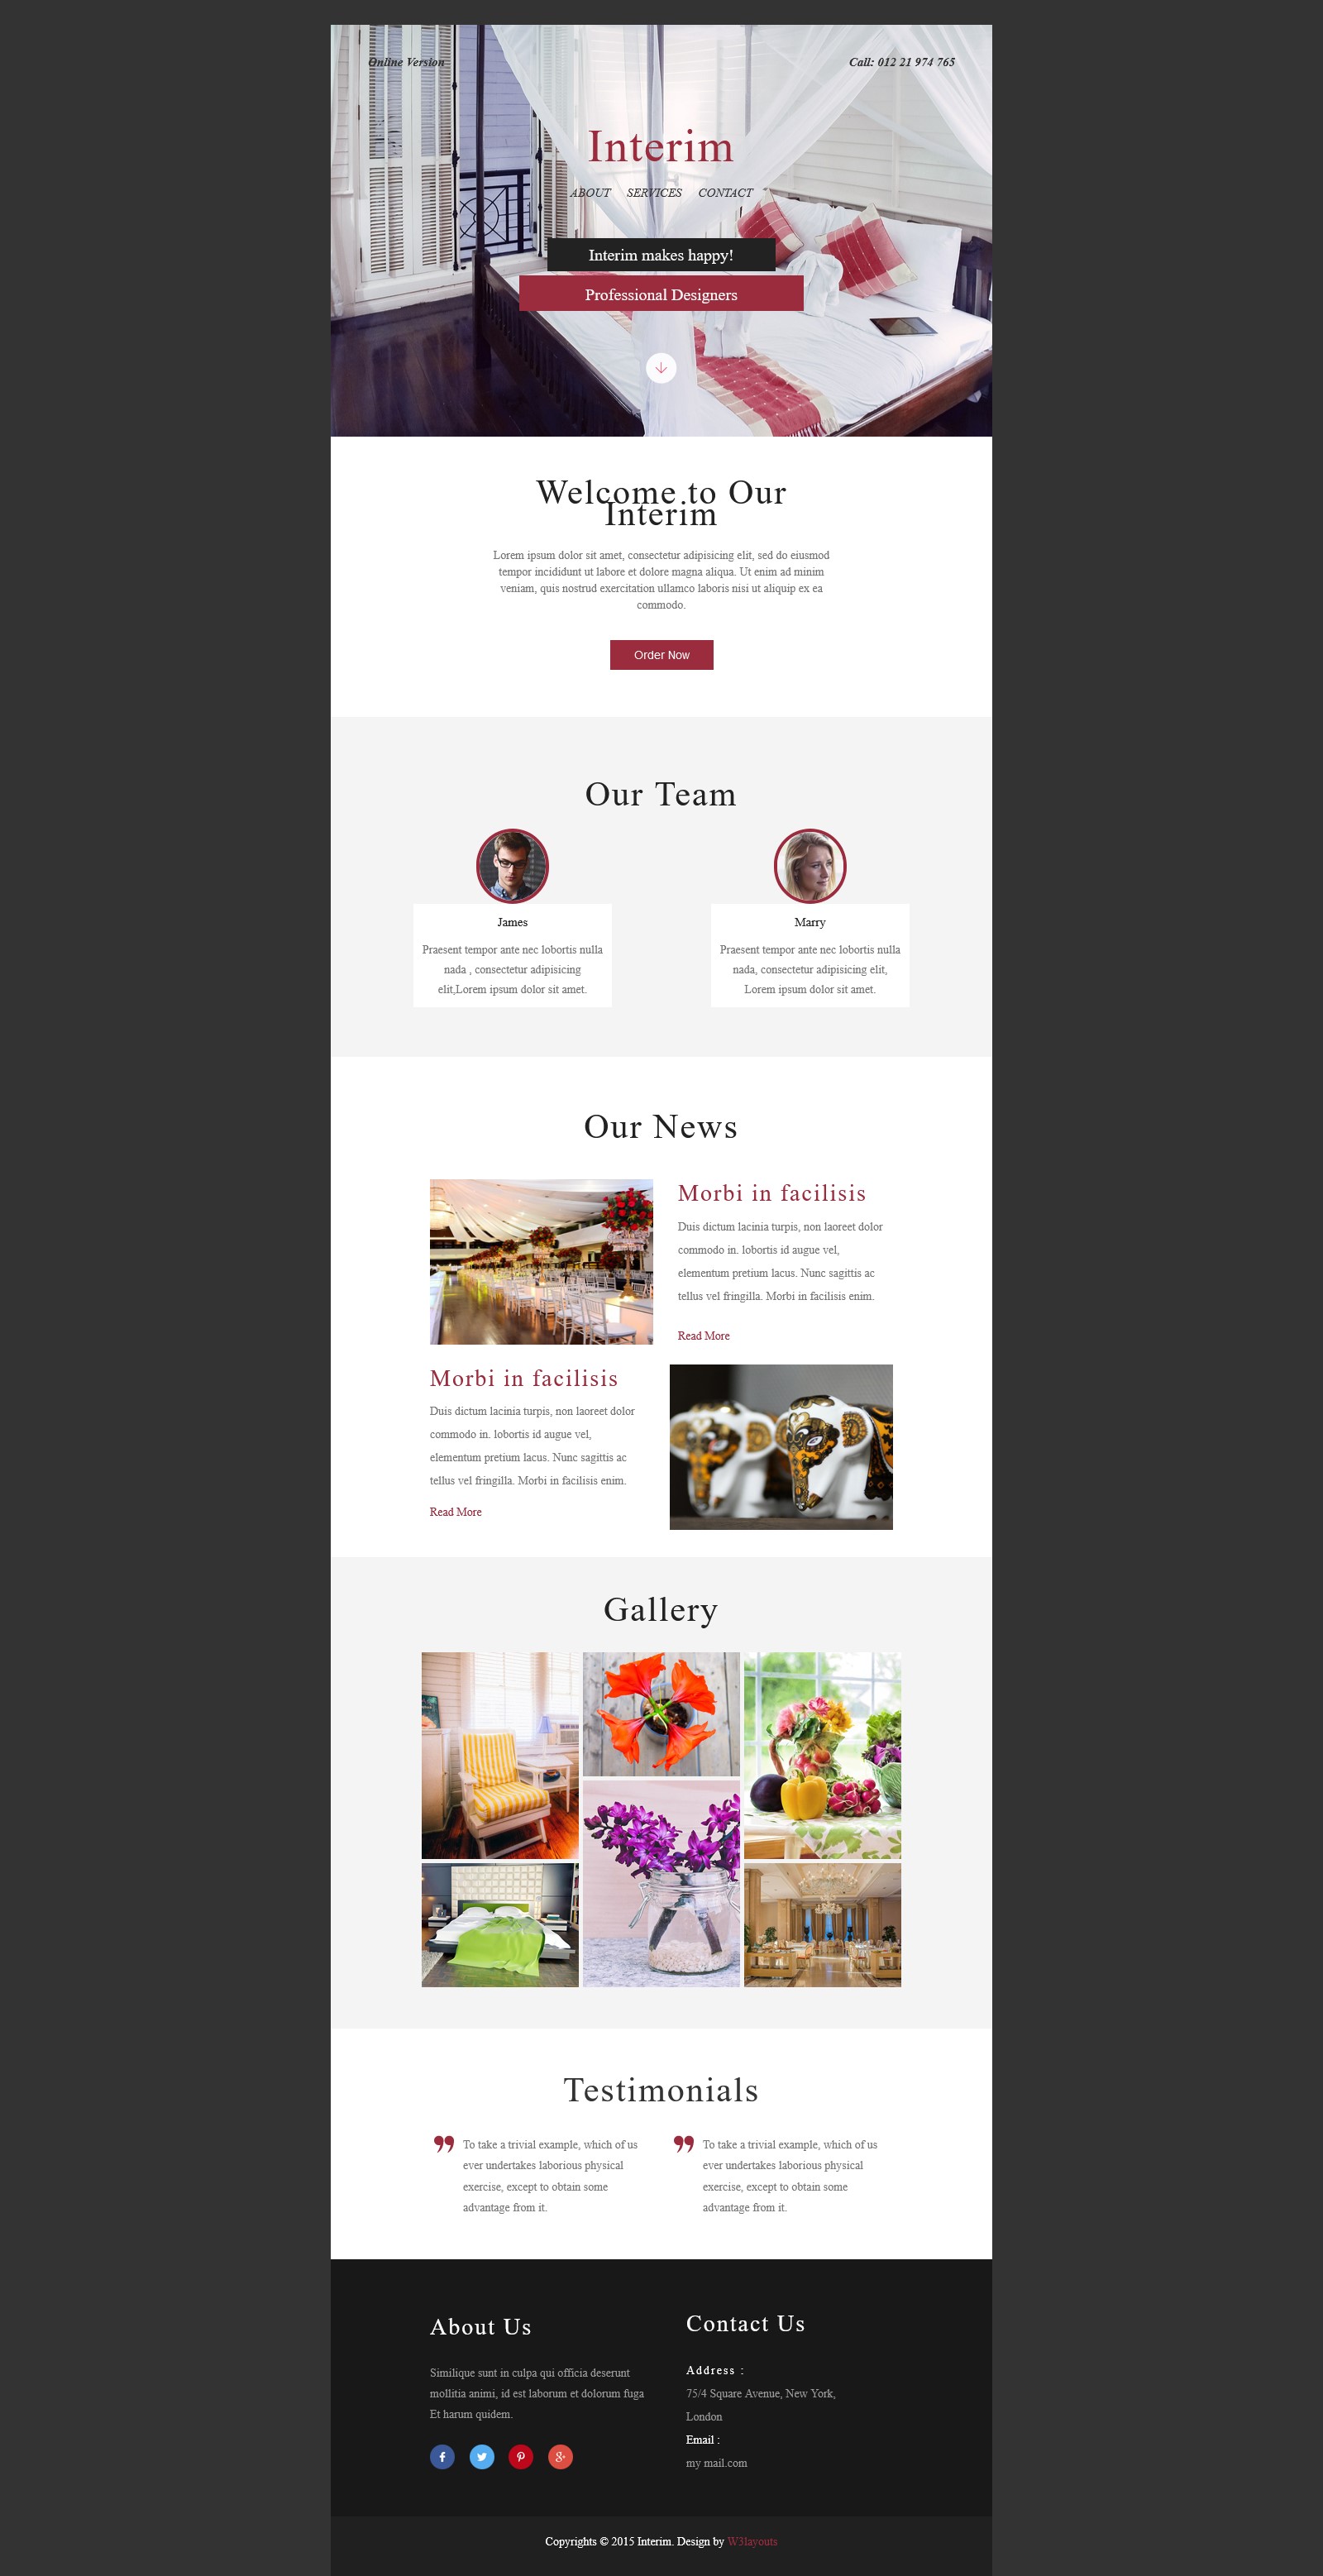 Online Version
Call: 012 21 974 765
Interim
ABOUT SERVICES CONTACT
Interim makes happy!
Professional Designers
Welcome to Our
Interim
Lorem ipsum dolor sit amet, consectetur adipisicing elit, sed do eiusmod
tempor incididunt ut labore et dolore magna aliqua. Ut enim ad minim
veniam, quis nostrud exercitation ullamco laboris nisi ut aliquip ex ea
commodo.
Order Now
Our Team
James
Praesent tempor ante nec lobortis nulla
nada , consectetur adipisicing
elit,Lorem ipsum dolor sit amet.
Marry
Praesent tempor ante nec lobortis nulla
nada, consectetur adipisicing elit,
Lorem ipsum dolor sit amet.
Our News
Morbi in facilisis
Duis dictum lacinia turpis, non laoreet dolor
commodo in. lobortis id augue vel,
elementum pretium lacus. Nunc sagittis ac
tellus vel fringilla. Morbi in facilisis enim.
Read More
Morbi in facilisis
Duis dictum lacinia turpis, non laoreet dolor
commodo in. lobortis id augue vel,
elementum pretium lacus. Nunc sagittis ac
tellus vel fringilla. Morbi in facilisis enim.
Read More
Gallery
Testimonials
To take a trivial example, which of us
ever undertakes laborious physical
exercise, except to obtain some
advantage from it.
To take a trivial example, which of us
ever undertakes laborious physical
exercise, except to obtain some
advantage from it.
About Us
Similique sunt in culpa qui officia deserunt
mollitia animi, id est laborum et dolorum fuga
Et harum quidem.
Contact Us
Address :
75/4 Square Avenue, New York,
London
Email :
my mail.com
Copyrights © 2015 Interim. Design by W3layouts